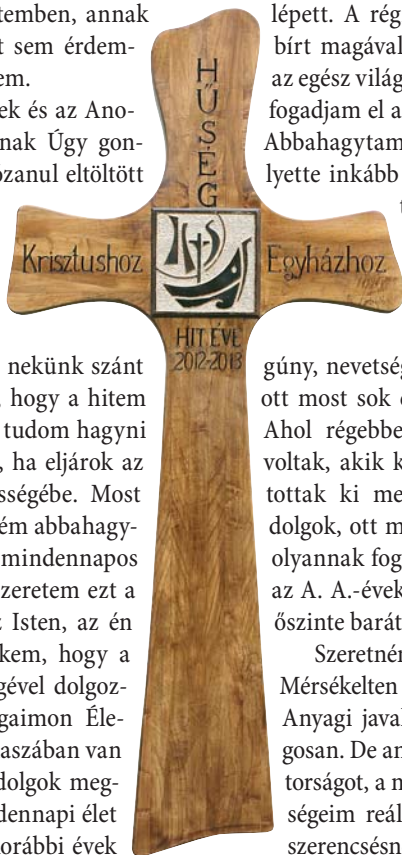 temben, annak
t sem érdem-
em.
ek és az Ano-
nak Úgy gon-
ózanul eltöltött
nekünk szánt
, hogy a hitem
tudom hagyni
, ha eljárok az
sségébe. Most
ém abbahagy-
mindennapos
zeretem ezt a
z Isten, az én
kem, hogy a
gével dolgoz-
gaimon Éle-
aszában van
dolgok meg-
dennapi élet
orábbi évek
HŰSÉG
Krisztushoz
Egyházhoz
HIT ÉVE
2012-2013
lépett. A rég
bírt magával
az egész világ
fogadjam el a
Abbahagytam
lyette inkább
t
gúny, nevetség
ott most sok
Ahol régebbe
voltak, akik k
tottak ki me
dolgok, ott m
olyannak fog
az A. A.-évek
őszinte barát
Szeretném
Mérsékelten
Anyagi javal
gosan. De an
torságot, a n
ségeim reál
szerencsésn